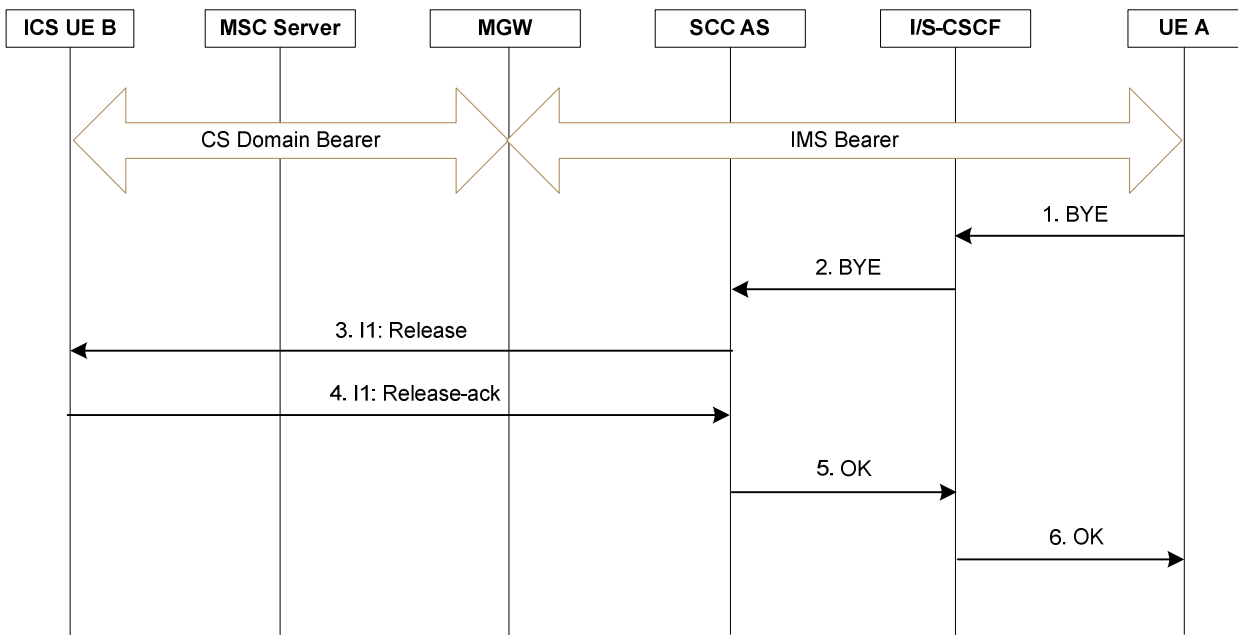 ICS UE B
MSC Server
MGW
SCC AS
I/S-CSCF
UE A
CS Domain Bearer
IMS Bearer
1. BYE
2. BYE
3. I1: Release
4. I1: Release-ack
5. OK
6. OK